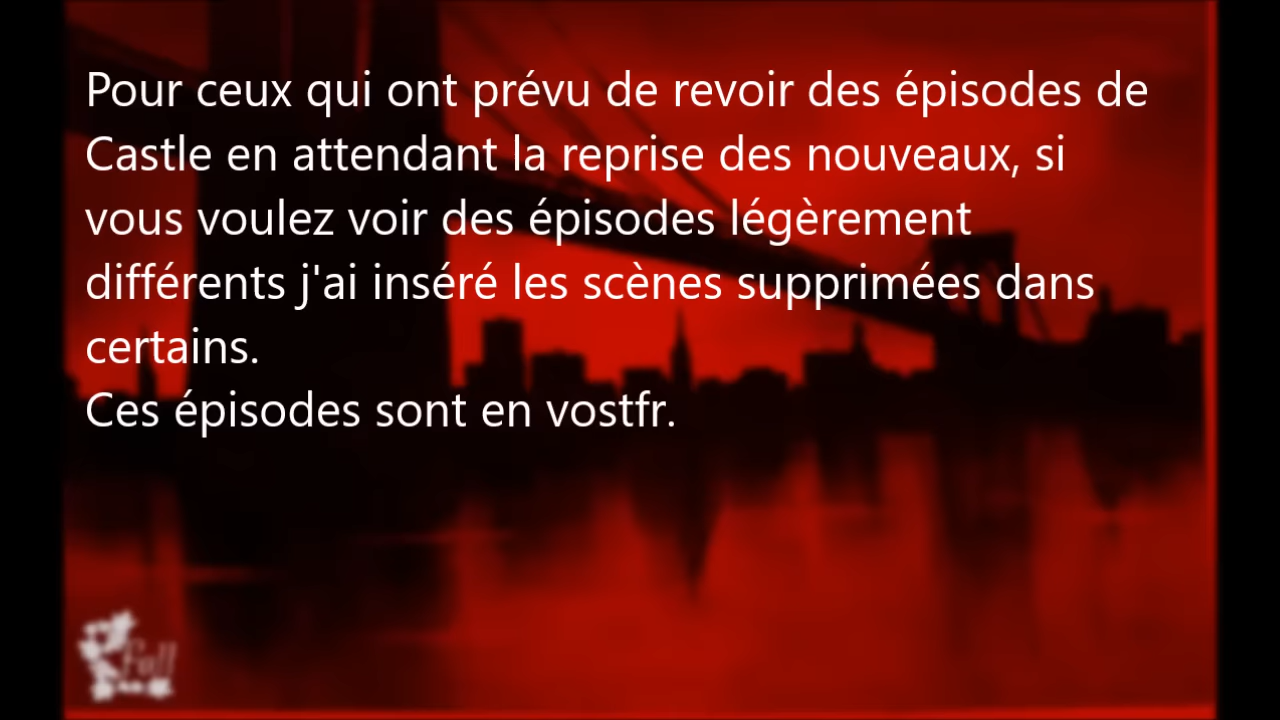 Pour ceux qui ont prévu de revoir des épisodes de
Castle en attendant la reprise des nouveaux, si
vous voulez voir des épisodes légèrement
différents j'ai inséré les scènes supprimées dans
certains.
Ces épisodes sont en vostfr.
Fall